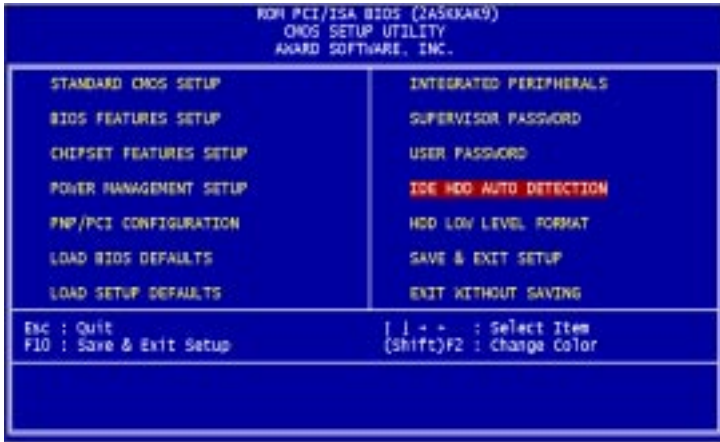 ROM PCI/ISA BIOS (2A5KKAK9)
CMOS SETUP UTILITY
AWARD SOFTWARE, INC.
STANDARD CMOS SETUP
BIOS FEATURES SETUP
CHIPSET FEATURES SETUP
POWER MANAGEMENT SETUP
PNP/PCI CONFIGURATION
LOAD BIOS DEFAULTS
LOAD SETUP DEFAULTS
INTEGRATED PERIPHERALS
SUPERVISOR PASSWORD
USER PASSWORD
IDE HDD AUTO DETECTION
HDD LOW LEVEL FORMAT
SAVE & EXIT SETUP
EXIT WITHOUT SAVING
Esc : Quit
F10 : Save & Exit Setup
: Select Item
(Shift)F2 : Change Color